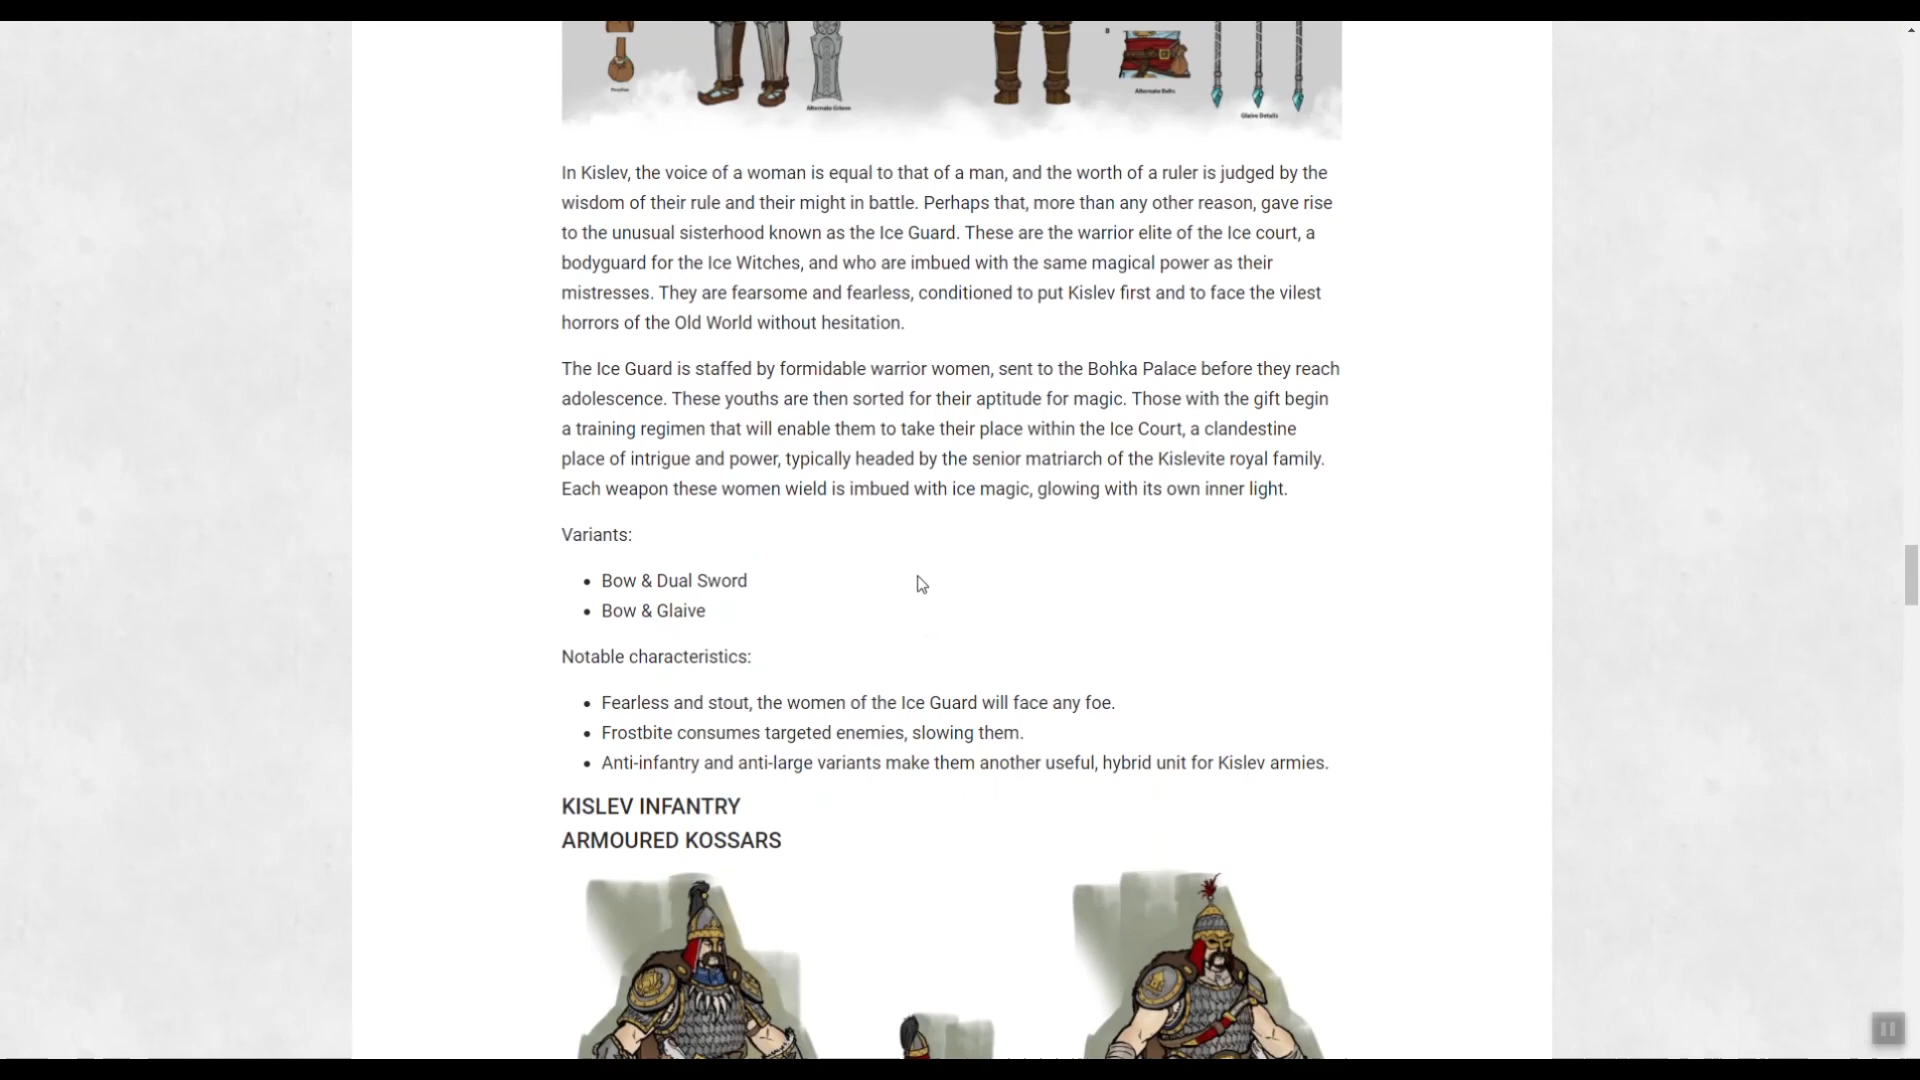 Pouches
Alternate Greave
Alternate Belts
Glaive Details
In Kislev, the voice of a woman is equal to that of a man, and the worth of a ruler is judged by the
wisdom of their rule and their might in battle. Perhaps that, more than any other reason, gave rise
to the unusual sisterhood known as the Ice Guard. These are the warrior elite of the Ice court, a
bodyguard for the Ice Witches, and who are imbued with the same magical power as their
mistresses. They are fearsome and fearless, conditioned to put Kislev first and to face the vilest
horrors of the Old World without hesitation.
The Ice Guard is staffed by formidable warrior women, sent to the Bohka Palace before they reach
adolescence. These youths are then sorted for their aptitude for magic. Those with the gift begin
a training regimen that will enable them to take their place within the Ice Court, a clandestine
place of intrigue and power, typically headed by the senior matriarch of the Kislevite royal family.
Each weapon these women wield is imbued with ice magic, glowing with its own inner light.
Variants:
• Bow & Dual Sword
• Bow & Glaive
Notable characteristics:
• Fearless and stout, the women of the Ice Guard will face any foe.
• Frostbite consumes targeted enemies, slowing them.
• Anti-infantry and anti-large variants make them another useful, hybrid unit for Kislev armies.
KISLEV INFANTRY
ARMOURED KOSSARS